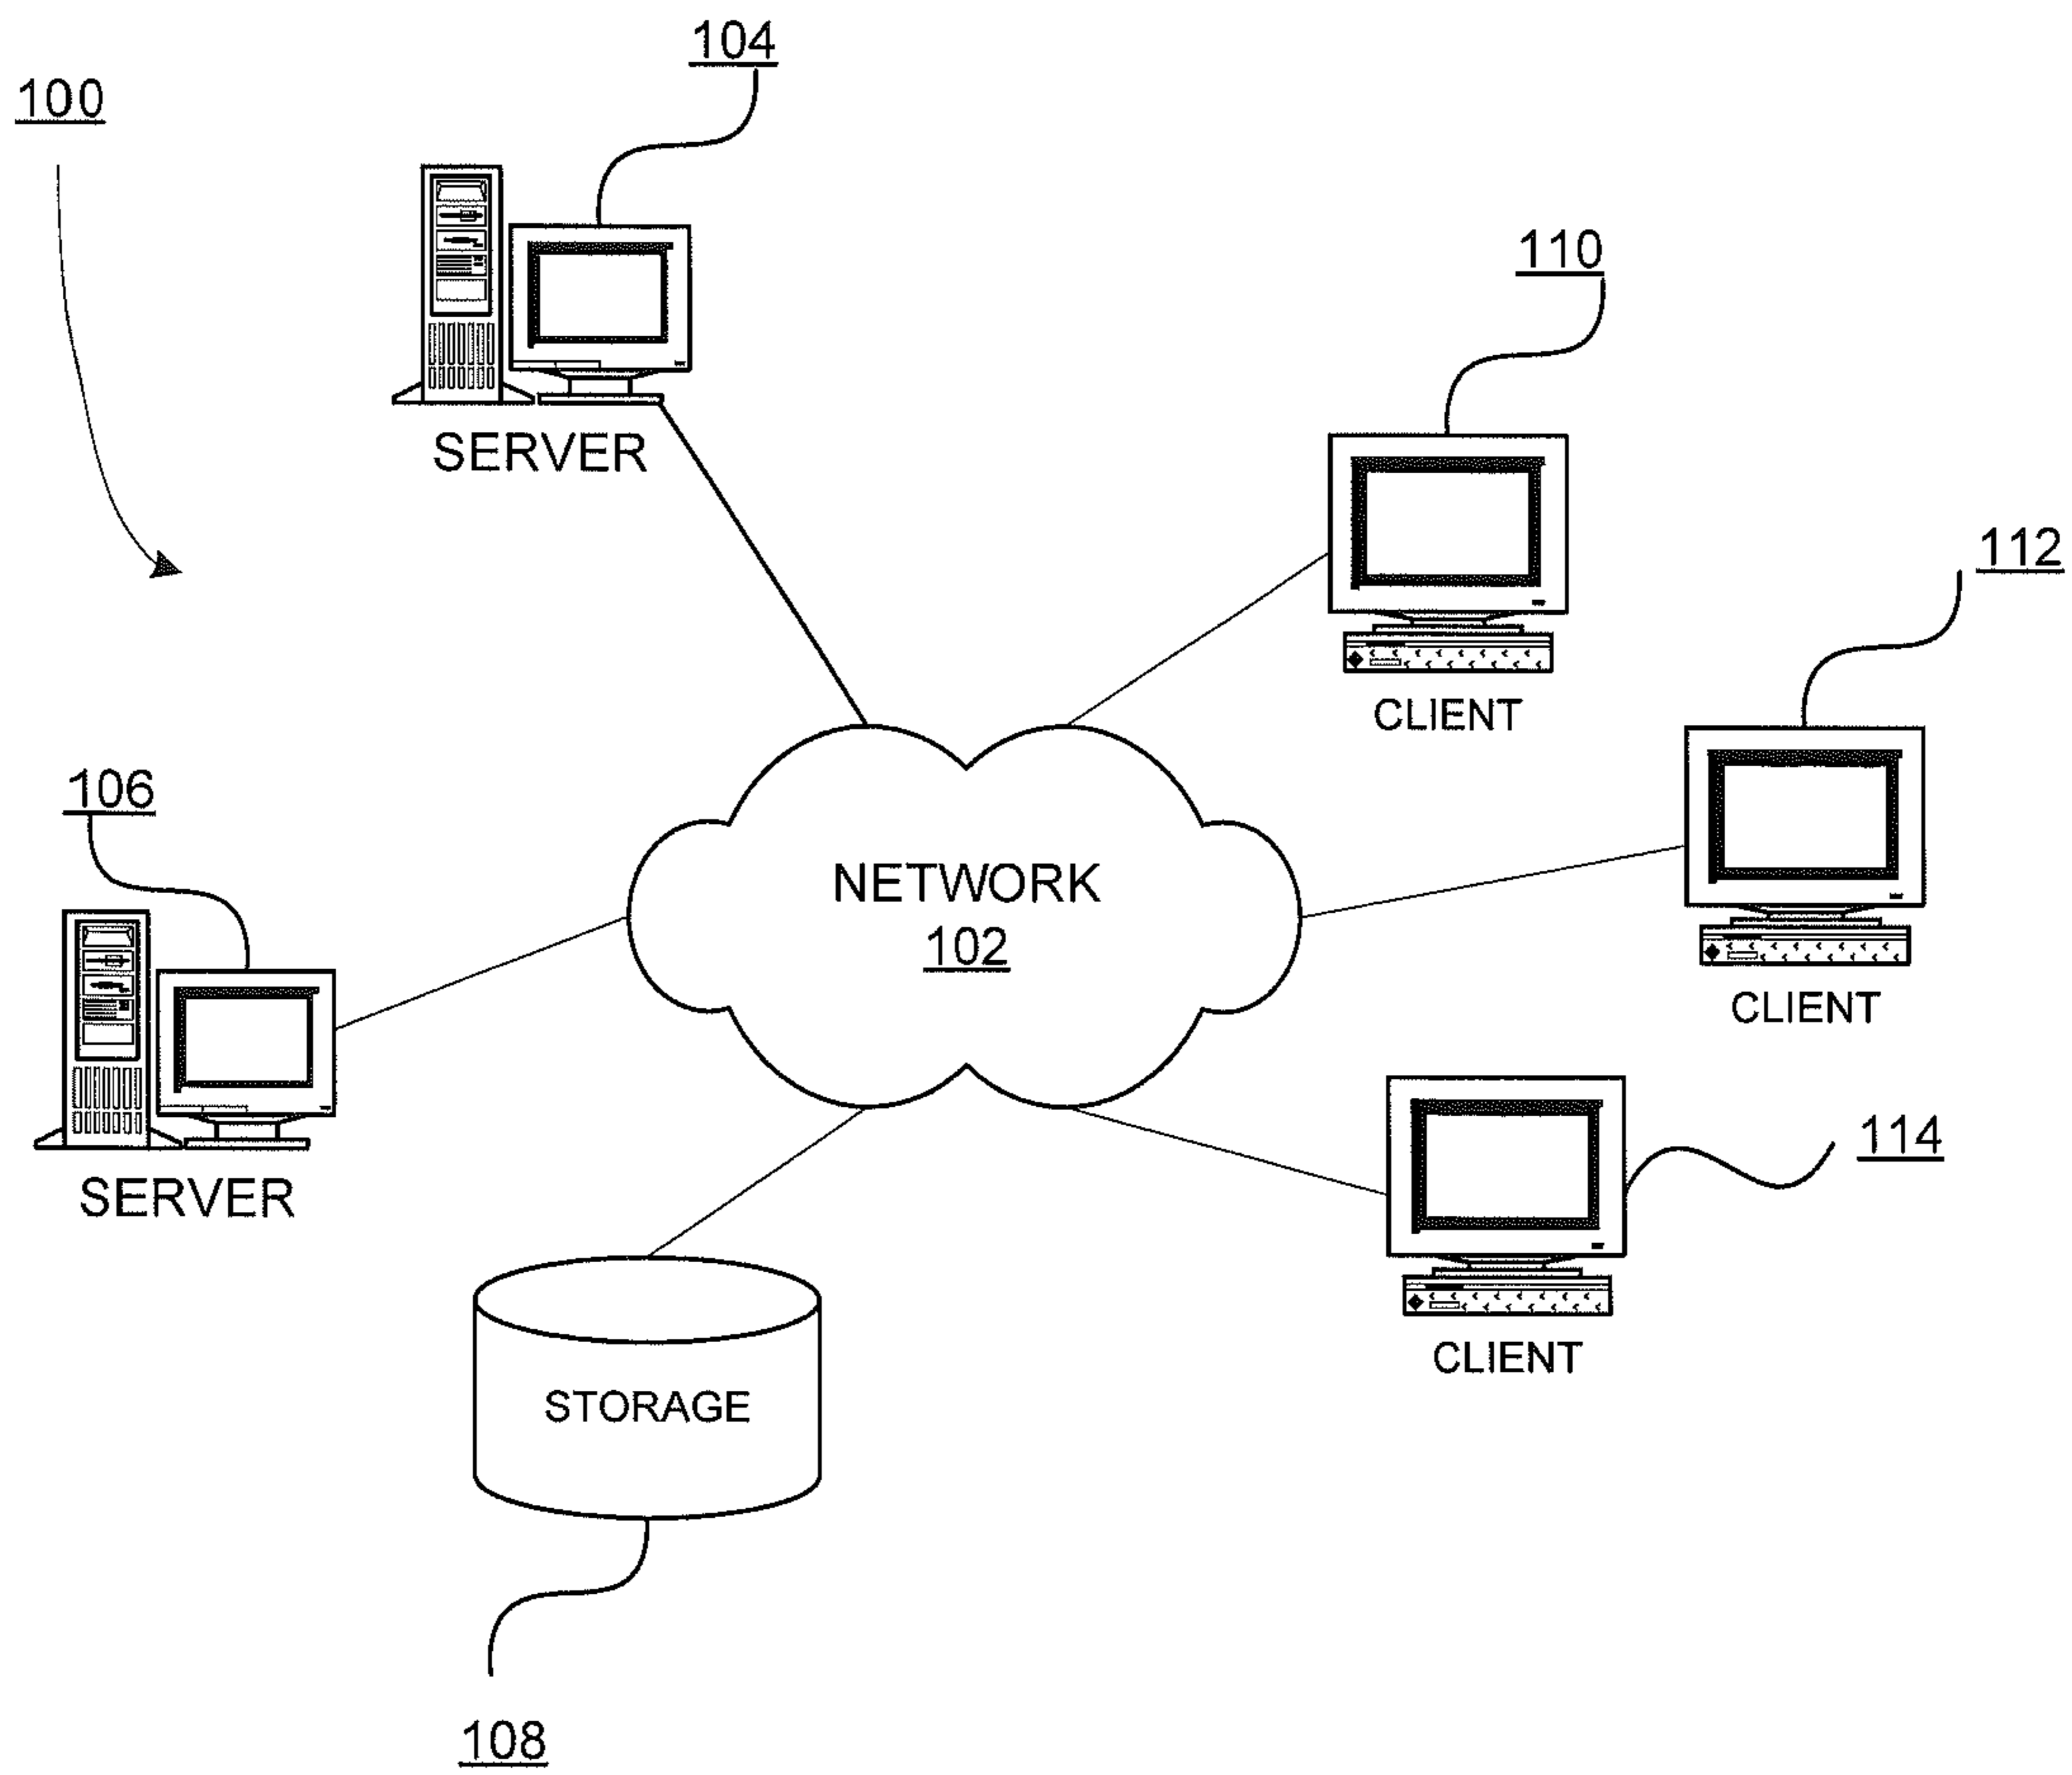 104
100
110
SERVER
112
CLIENT
106
NETWORK
102
CLIENT
114
SERVER
CLIENT
STORAGE
108